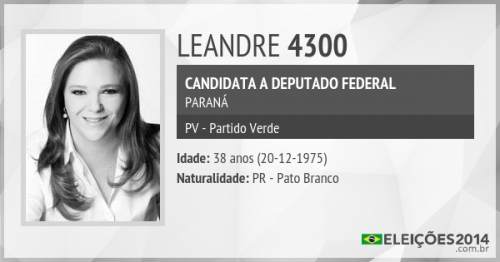 LEANDRE 4300
CANDIDATA A DEPUTADO FEDERAL
PARANÁ
PV - Partido Verde
Idade: 38 anos (20-12-1975)
Naturalidade: PR - Pato Branco
ELEIÇÕES2014
.com.br